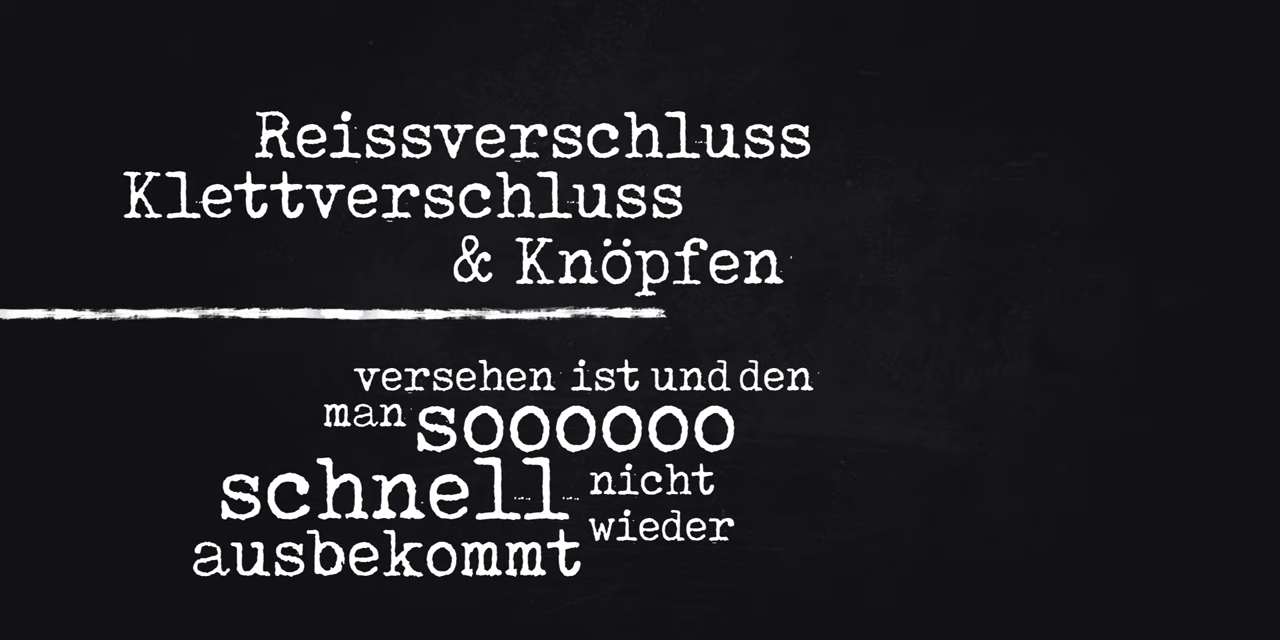 Reissverschluss
Klettverschluss
& Knöpfen
versehen ist und den
man soooooo
schnell nicht
wieder
ausbekommt